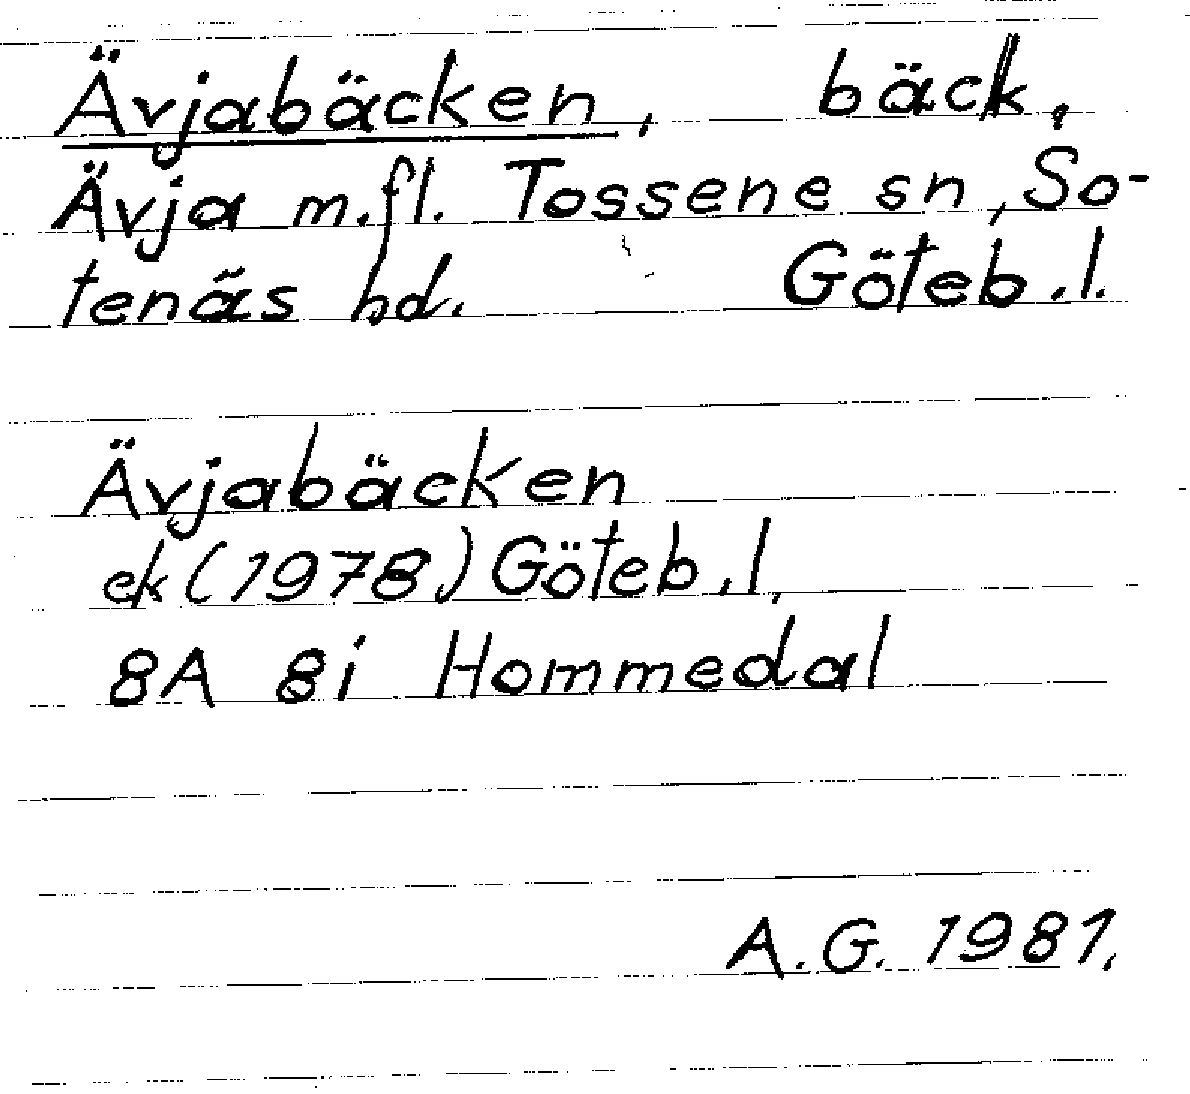 Ävjabäcken, bäck,
Ävja m.fl. Tossene sn, So-
tenäs hd. Göteb.l.
Ävjabäcken
ek (1978) Göteb.l,
8A 8i Hommedal
A.G. 1981,